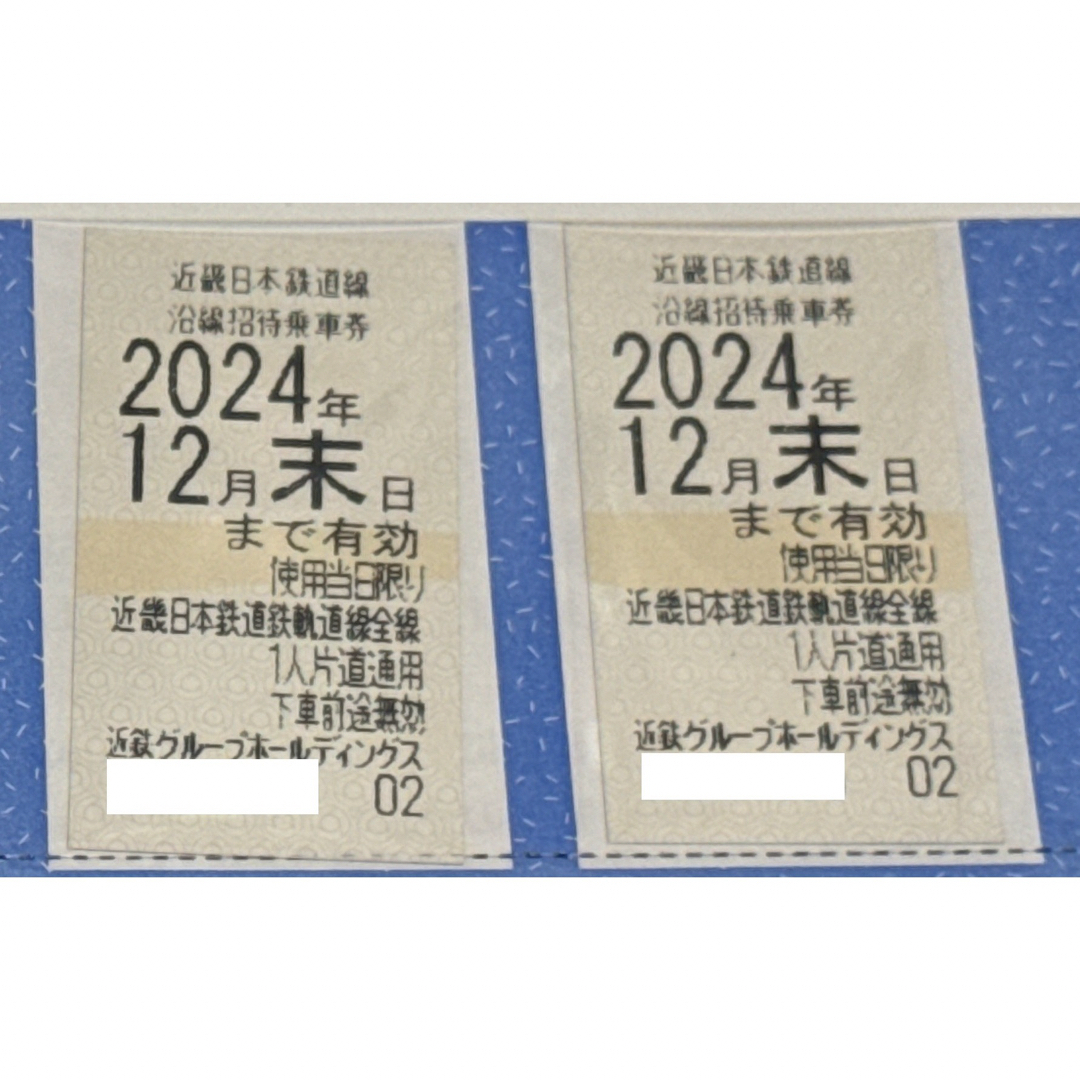 近畿日本鉄道線
沿線招待乗車券
2024年
12月末日
まで有効
使用当日限り
近畿日本鉄道鉄軌道線全線
1人片道通用
下車前途無効
近鉄グループホールディングス
02
近畿日本鉄道線
沿線招待乗車券
2024年
12月末日
まで有効
使用当日限り
近畿日本鉄道鉄軌道線全線
1人片道通用
下車前途無効
近鉄グループホールディングス
02